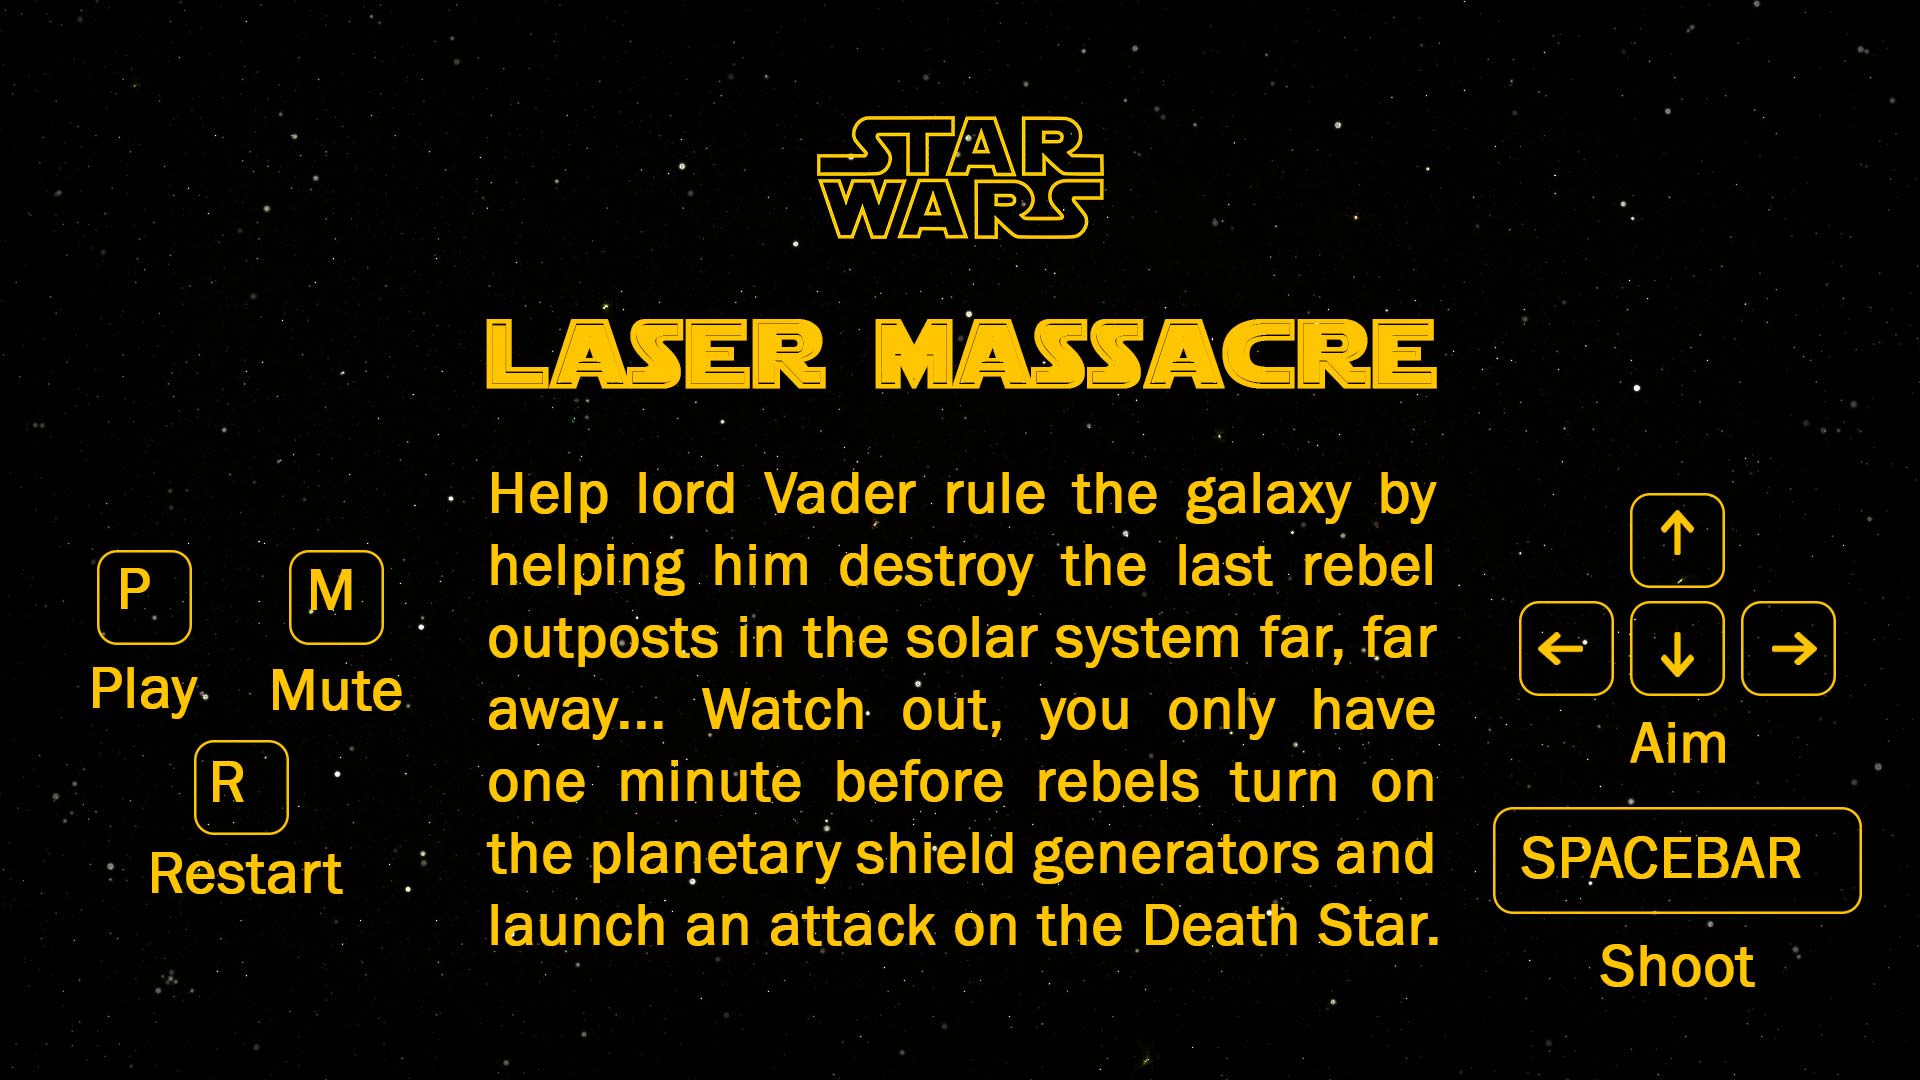 STAR
WARS
LASER MASSACRE
Help lord Vader rule the galaxy by
helping him destroy the last rebel
outposts in the solar system far, far
away... Watch out, you only have
one minute before rebels turn on
the planetary shield generators and
launch an attack on the Death Star.
P
Play
M
Mute
R
Restart
↑
← ↓ →
Aim
SPACEBAR
Shoot